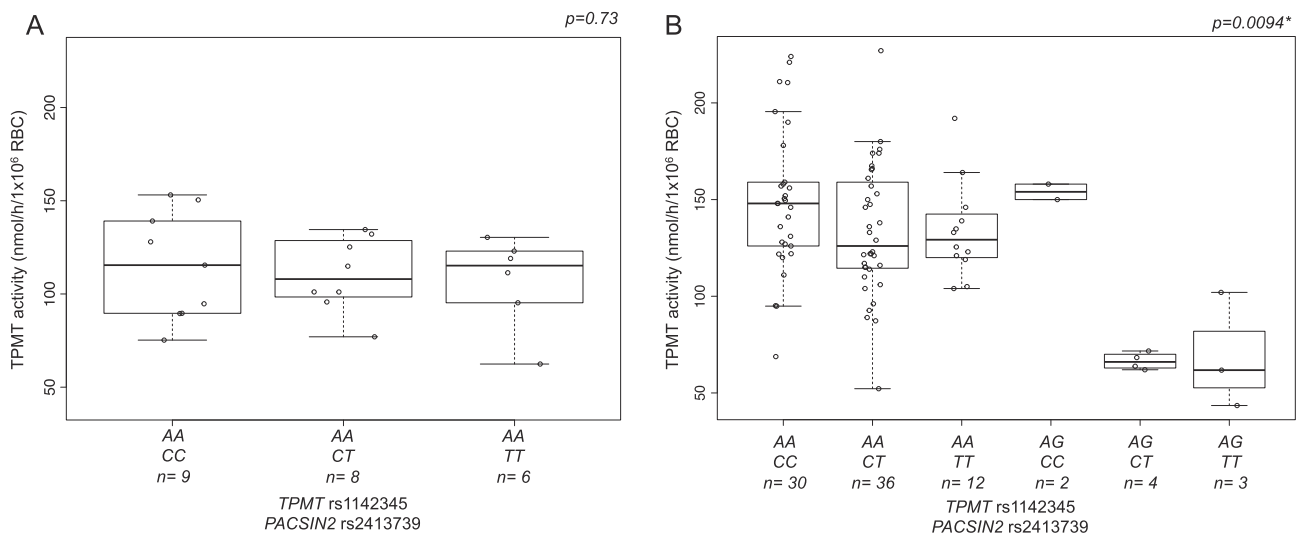 A
p=0.73
TPMT activity (nmol/h/1x10⁶ RBC)
200
150
100
50
AA AA AA
CC CT TT
n= 9 n= 8 n= 6
TPMT rs1142345
PACSIN2 rs2413739
B
p=0.0094*
TPMT activity (nmol/h/1x10⁶ RBC)
200
150
100
50
AA AA AA AG AG AG
CC CT TT CC CT TT
n= 30 n= 36 n= 12 n= 2 n= 4 n= 3
TPMT rs1142345
PACSIN2 rs2413739